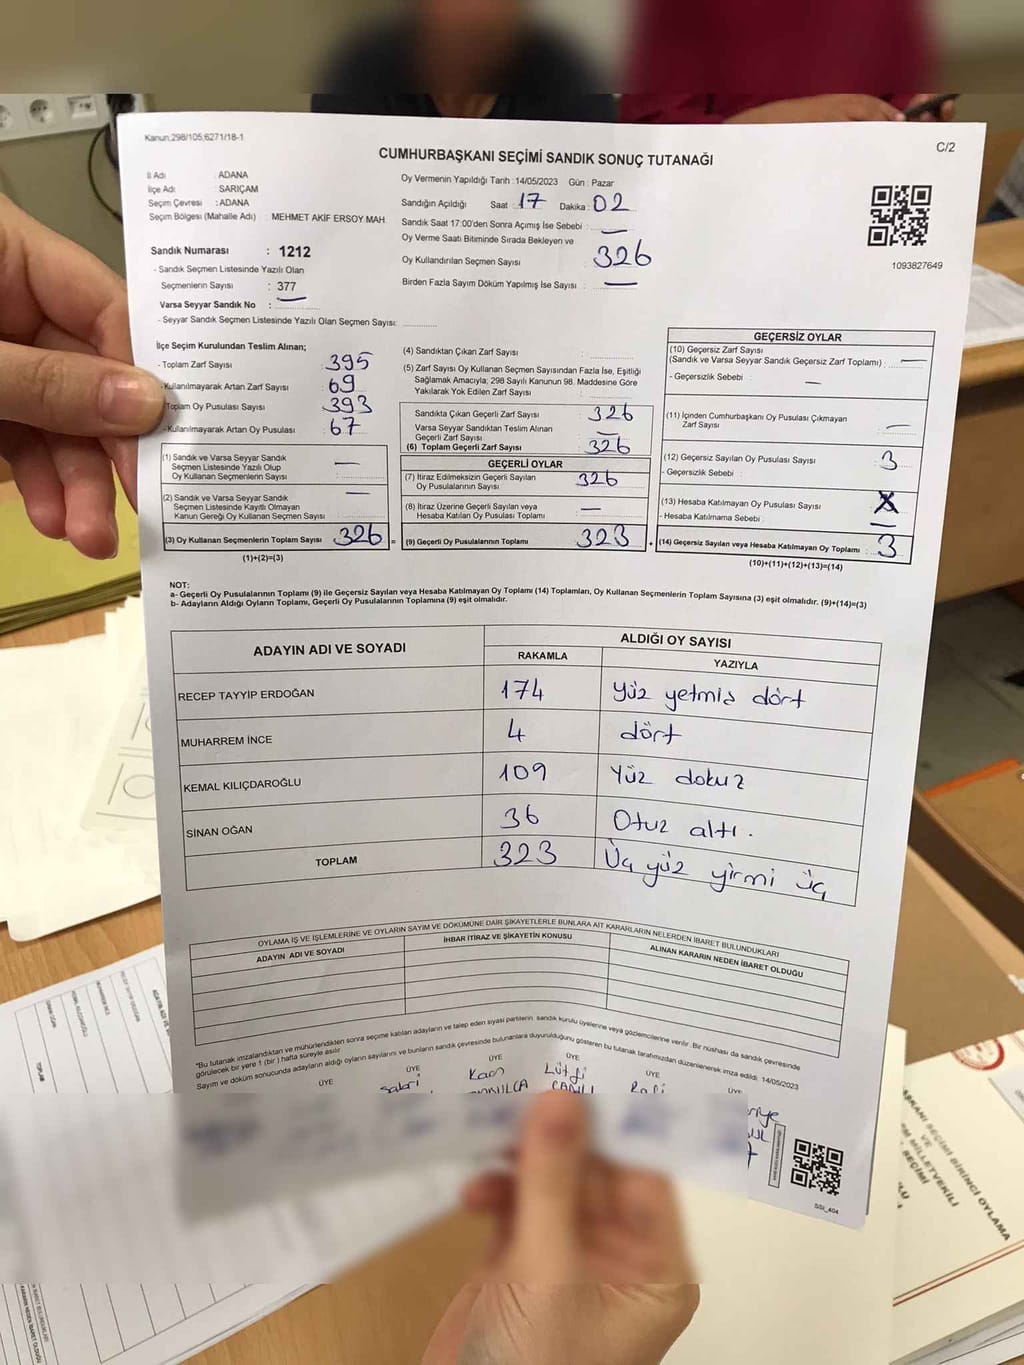 Kanun:298/105;6271/18-1
C/2
CUMHURBAŞKANI SEÇİMİ SANDIK SONUÇ TUTANAĞI
İl Adı : ADANA
İlçe Adı : SARIÇAM
Seçim Çevresi : ADANA
Seçim Bölgesi (Mahalle Adı) : MEHMET AKİF ERSOY MAH.
Sandık Numarası : 1212
- Sandık Seçmen Listesinde Yazılı Olan
Seçmenlerin Sayısı : 377
Varsa Seyyar Sandık No :
- Seyyar Sandık Seçmen Listesinde Yazılı Olan Seçmen Sayısı:
Oy Vermenin Yapıldığı Tarih : 14/05/2023 Gün : Pazar
Sandığın Açıldığı Saat : 17 Dakika : 02
Sandık Saat 17:00'den Sonra Açımış İse Sebebi : —
Oy Verme Saati Bitiminde Sırada Bekleyen ve
Oy Kullandırılan Seçmen Sayısı : 326
Birden Fazla Sayım Döküm Yapılmış İse Sayısı : —
1093827649
İlçe Seçim Kurulundan Teslim Alınan;
- Toplam Zarf Sayısı : 395
- Kullanılmayarak Artan Zarf Sayısı : 69
- Toplam Oy Pusulası Sayısı : 393
- Kullanılmayarak Artan Oy Pusulası : 67
(1) Sandık ve Varsa Seyyar Sandık
Seçmen Listesinde Yazılı Olup
Oy Kullanan Seçmenlerin Sayısı : —
(2) Sandık ve Varsa Seyyar Sandık
Seçmen Listesinde Kayıtlı Olmayan
Kanun Gereği Oy Kullanan Seçmen Sayısı : —
(3) Oy Kullanan Seçmenlerin Toplam Sayısı : 326 =
(1)+(2)=(3)
(4) Sandıktan Çıkan Zarf Sayısı :
(5) Zarf Sayısı Oy Kullanan Seçmen Sayısından Fazla İse, Eşitliği
Sağlamak Amacıyla; 298 Sayılı Kanunun 98. Maddesine Göre
Yakılarak Yok Edilen Zarf Sayısı :
Sandıkta Çıkan Geçerli Zarf Sayısı : 326
Varsa Seyyar Sandıktan Teslim Alınan
Geçerli Zarf Sayısı : —
(6) Toplam Geçerli Zarf Sayısı : 326
GEÇERLİ OYLAR
(7) İtiraz Edilmeksizin Geçerli Sayılan
Oy Pusulalarının Sayısı : 326
(8) İtiraz Üzerine Geçerli Sayılan veya
Hesaba Katılan Oy Pusulası Toplamı : —
(9) Geçerli Oy Pusulalarının Toplamı : 323 +
GEÇERSİZ OYLAR
(10) Geçersiz Zarf Sayısı
(Sandık ve Varsa Seyyar Sandık Geçersiz Zarf Toplamı) : —
- Geçersizlik Sebebi : —
(11) İçinden Cumhurbaşkanı Oy Pusulası Çıkmayan
Zarf Sayısı : —
(12) Geçersiz Sayılan Oy Pusulası Sayısı : 3
- Geçersizlik Sebebi :
(13) Hesaba Katılmayan Oy Pusulası Sayısı :
- Hesaba Katılmama Sebebi : —
(14) Geçersiz Sayılan veya Hesaba Katılmayan Oy Toplamı : 3
(10)+(11)+(12)+(13)=(14)
NOT:
a- Geçerli Oy Pusulalarının Toplamı (9) ile Geçersiz Sayılan veya Hesaba Katılmayan Oy Toplamı (14) Toplamları, Oy Kullanan Seçmenlerin Toplam Sayısına (3) eşit olmalıdır. (9)+(14)=(3)
b- Adayların Aldığı Oyların Toplamı, Geçerli Oy Pusulalarının Toplamına (9) eşit olmalıdır.
ADAYIN ADI VE SOYADI
ALDIĞI OY SAYISI
RAKAMLA YAZIYLA
RECEP TAYYİP ERDOĞAN 174 Yüz yetmiş dört
MUHARREM İNCE 4 dört
KEMAL KILIÇDAROĞLU 109 Yüz dokuz
SİNAN OĞAN 36 Otuz altı.
TOPLAM 323 Üç yüz yirmi üç
OYLAMA İŞ VE İŞLEMLERİNE VE OYLARIN SAYIM VE DÖKÜMÜNE DAİR ŞİKAYETLERLE BUNLARA AİT KARARLARIN NELERDEN İBARET BULUNDUKLARI
ADAYIN ADI VE SOYADI İHBAR İTİRAZ VE ŞİKAYETİN KONUSU ALINAN KARARIN NEDEN İBARET OLDUĞU
"Bu tutanak imzalandıktan ve mühürlendikten sonra seçime katılan adayların ve talep eden siyasi partilerin sandık kurulu üyelerine veya gözlemcilerine verilir. Bir nüshası da sandık çevresinde
görülecek bir yere 1 (bir) hafta süreyle asılır.
Sayım ve döküm sonucunda adayların aldığı oyların sayılarını ve bunların sandık çevresinde bulunanlara duyurulduğunu gösteren bu tutanak tarafımızdan düzenlenerek imza edildi. 14/05/2023
ÜYE ÜYE ÜYE ÜYE ÜYE
Lütfi
SSİ_404